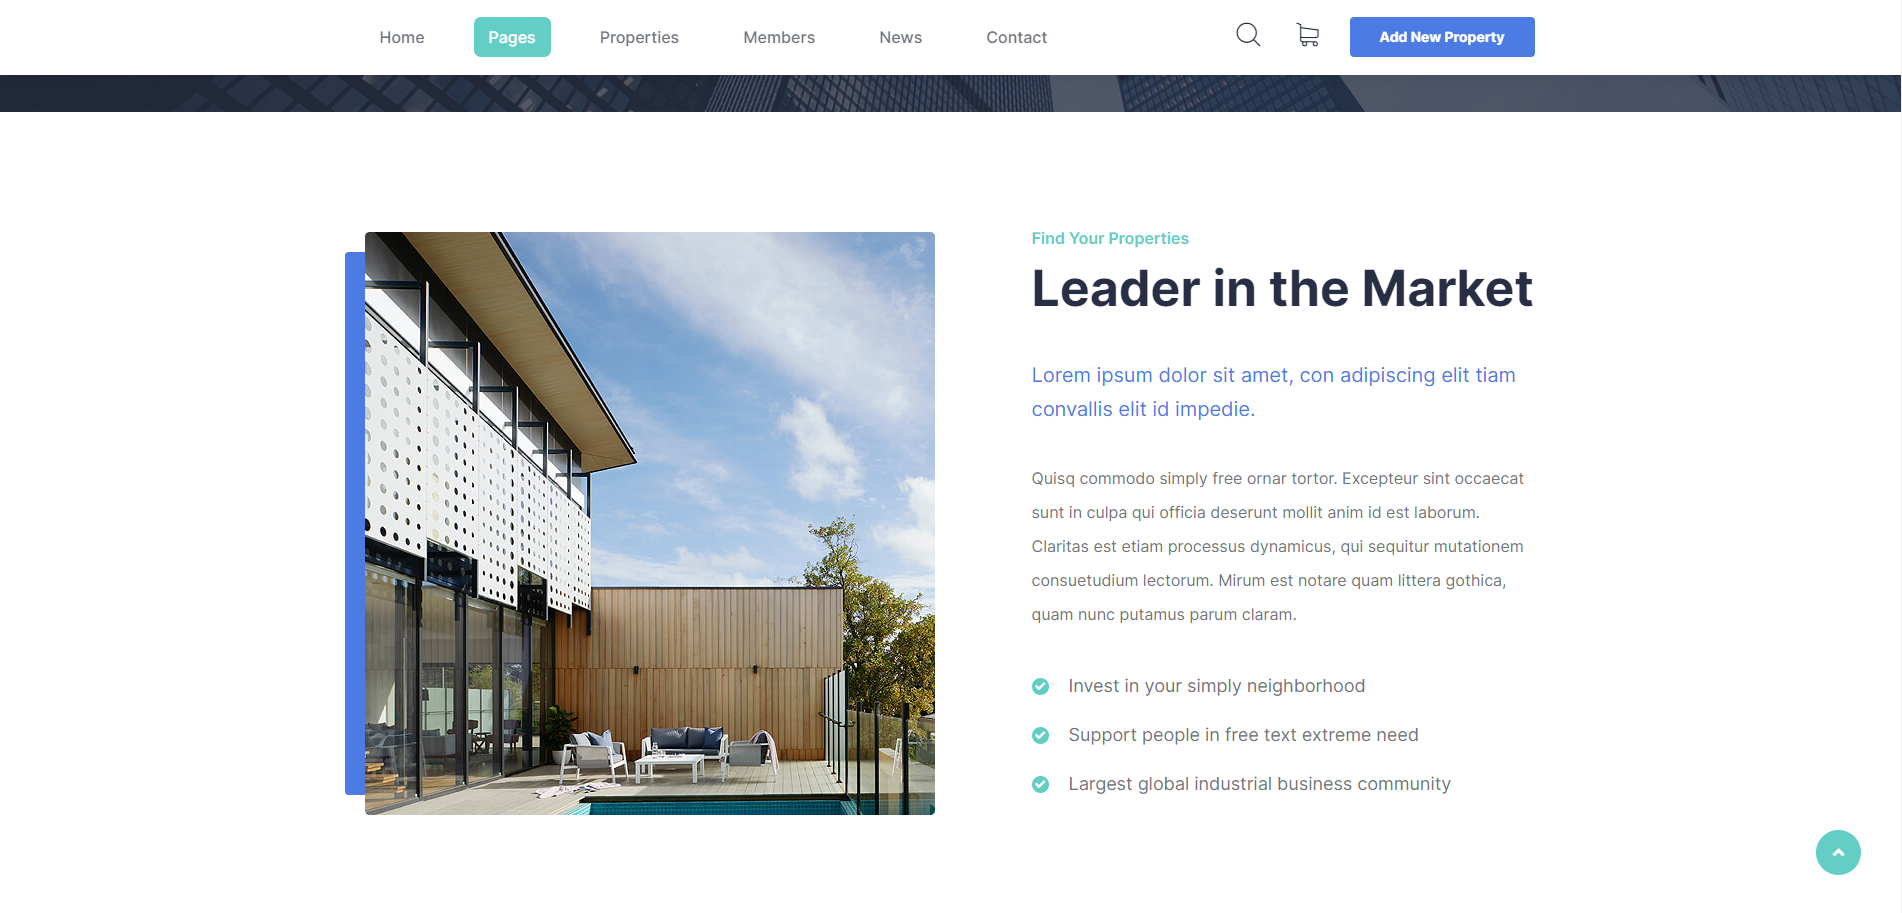 Home
Pages
Properties
Members
News
Contact
Add New Property
Find Your Properties
Leader in the Market
Lorem ipsum dolor sit amet, con adipiscing elit tiam
convallis elit id impedie.
Quisq commodo simply free ornar tortor. Excepteur sint occaecat
sunt in culpa qui officia deserunt mollit anim id est laborum.
Claritas est etiam processus dynamicus, qui sequitur mutationem
consuetudium lectorum. Mirum est notare quam littera gothica,
quam nunc putamus parum claram.
Invest in your simply neighborhood
Support people in free text extreme need
Largest global industrial business community